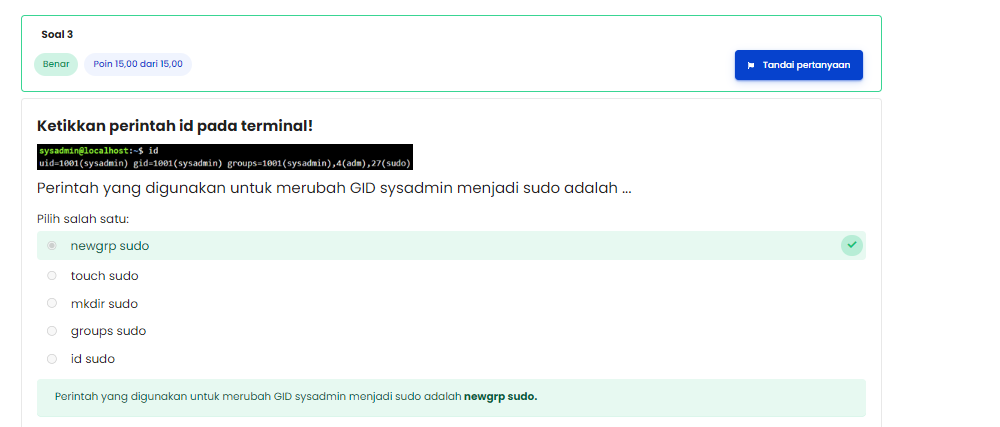 Soal 3
Benar
Poin 15,00 dari 15,00
Tandai pertanyaan
Ketikkan perintah id pada terminal!
sysadmin@localhost:~$ id
uid=1001(sysadmin) gid=1001(sysadmin) groups=1001(sysadmin),4(adm),27(sudo)
Perintah yang digunakan untuk merubah GID sysadmin menjadi sudo adalah ...
Pilih salah satu:
newgrp sudo
touch sudo
mkdir sudo
groups sudo
id sudo
Perintah yang digunakan untuk merubah GID sysadmin menjadi sudo adalah newgrp sudo.